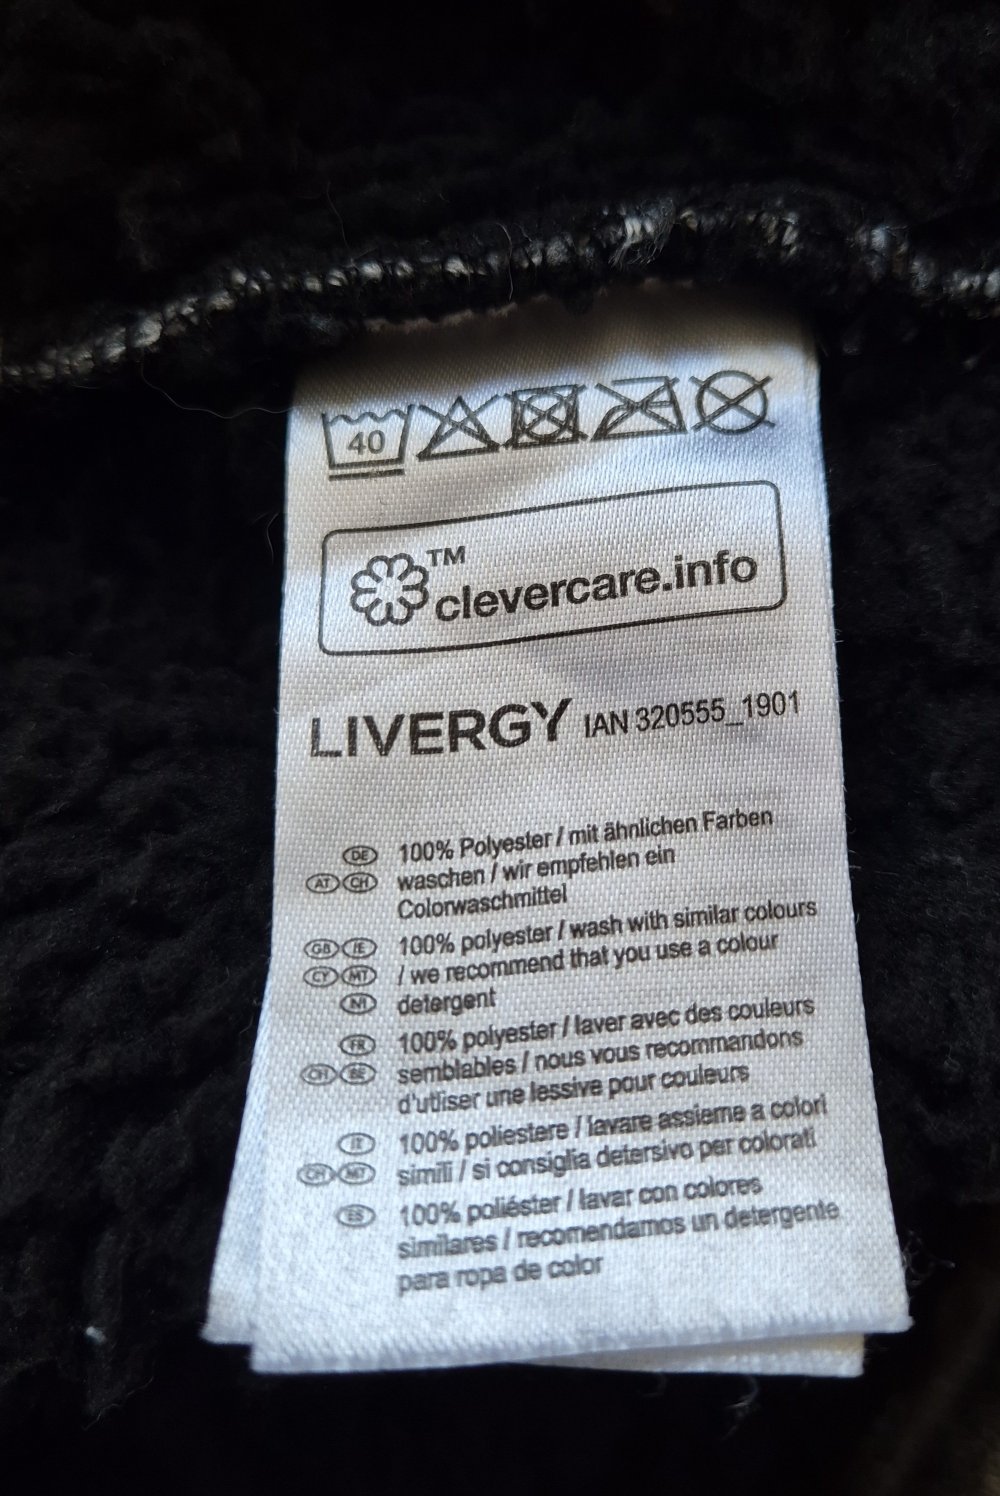 40
TM
clevercare.info
LIVERGY IAN 320555_1901
DE 100% Polyester / mit ähnlichen Farben
AT CH waschen / wir empfehlen ein
Colorwaschmittel
GB IE 100% polyester / wash with similar colours
CY MT / we recommend that you use a colour
NI detergent
FR 100% polyester / laver avec des couleurs
CH BE semblables / nous vous recommandons
d'utliser une lessive pour couleurs
IT 100% poliestere / lavare assieme a colori
CH MT simili / si consiglia detersivo per colorati
ES 100% poliéster / lavar con colores
similares / recomendamos un detergente
para ropa de color